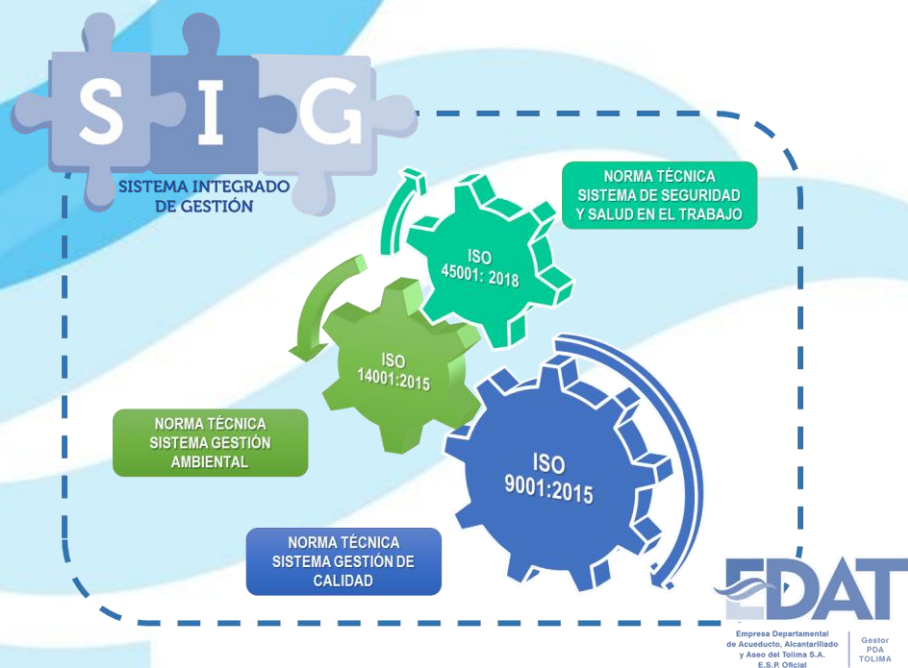 SIG
SISTEMA INTEGRADO
DE GESTIÓN
NORMA TÉCNICA
SISTEMA DE SEGURIDAD
Y SALUD EN EL TRABAJO
ISO
45001: 2018
ISO
14001:2015
NORMA TÉCNICA
SISTEMA GESTIÓN
AMBIENTAL
ISO
9001:2015
NORMA TÉCNICA
SISTEMA GESTIÓN DE
CALIDAD
EDAT
Empresa Departamental
de Acueducto, Alcantarillado
y Aseo del Tolima S.A.
E.S.P. Oficial
Gestor
PDA
TOLIMA